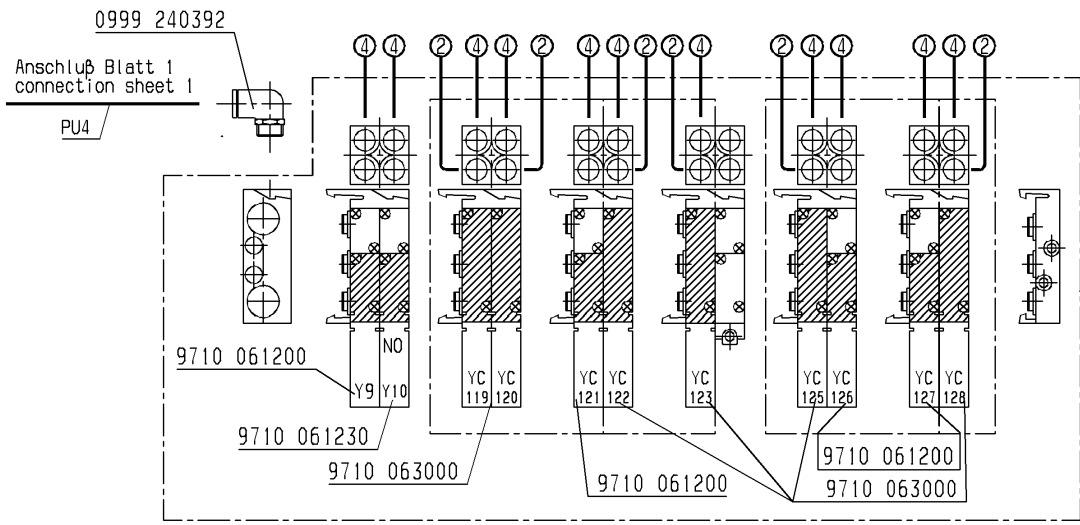 0999 240392
Anschluß Blatt 1
connection sheet 1
PU4
4 4 2 4 4 2 4 4 2 2 4 2 4 4 4 4 2
NO
9710 061200
Y9 Y10 YC 119 YC 120 YC 121 YC 122 YC 123 YC 125 YC 126 YC 127 YC 128
9710 061230
9710 063000
9710 061200
9710 061200
9710 063000